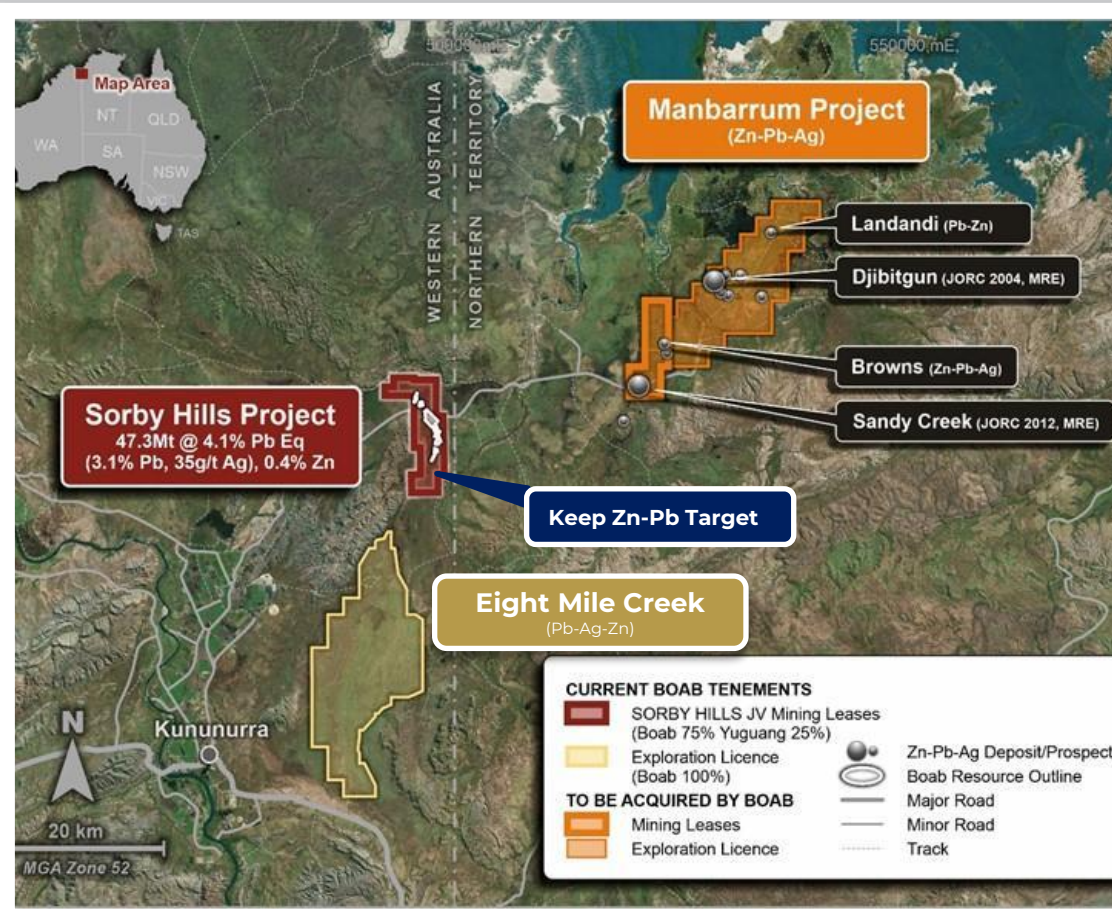 500000mE
550000mE
Map Area
NT
QLD
WA
SA
NSW
VIC
TAS
WESTERN AUSTRALIA
NORTHERN TERRITORY
Manbarrum Project
(Zn-Pb-Ag)
Landandi (Pb-Zn)
Djibitgun (JORC 2004, MRE)
Browns (Zn-Pb-Ag)
Sandy Creek (JORC 2012, MRE)
Sorby Hills Project
47.3Mt @ 4.1% Pb Eq
(3.1% Pb, 35g/t Ag), 0.4% Zn
Keep Zn-Pb Target
Eight Mile Creek
(Pb-Ag-Zn)
Kununurra
N
20 km
MGA Zone 52
CURRENT BOAB TENEMENTS
SORBY HILLS JV Mining Leases
(Boab 75% Yuguang 25%)
Exploration Licence
(Boab 100%)
TO BE ACQUIRED BY BOAB
Mining Leases
Exploration Licence
Zn-Pb-Ag Deposit/Prospect
Boab Resource Outline
Major Road
Minor Road
Track